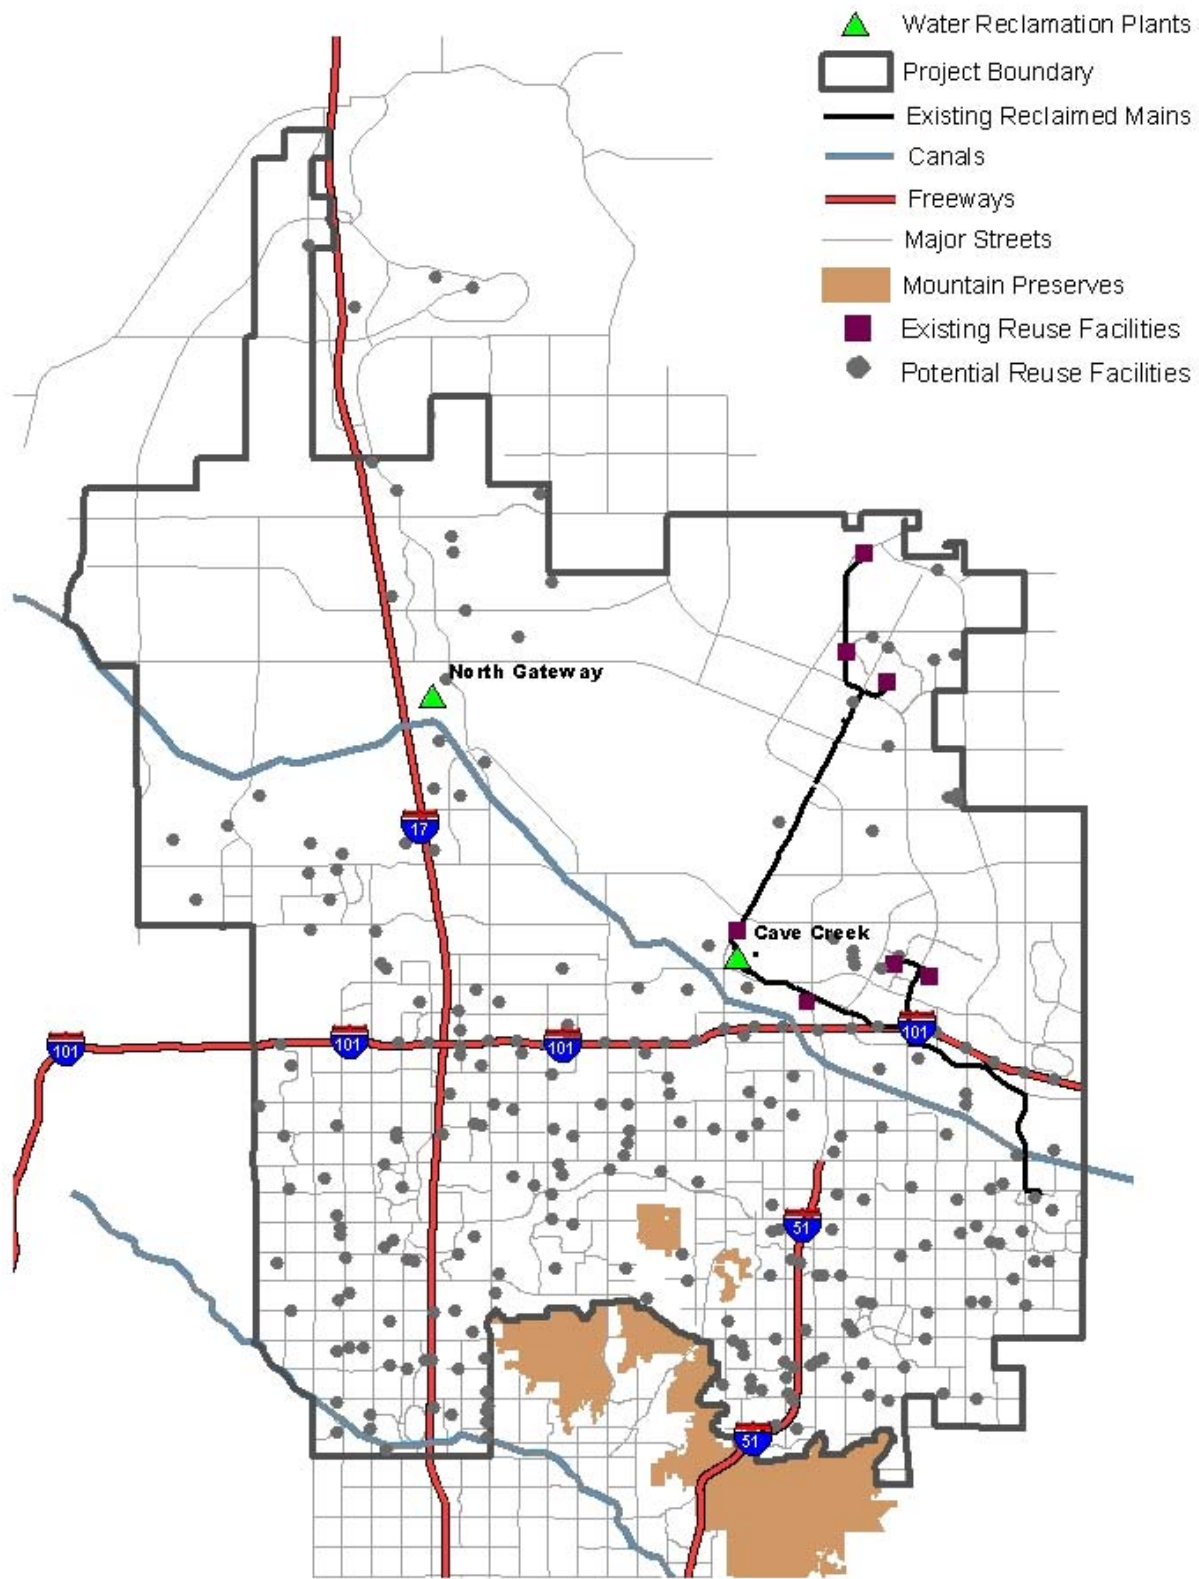 Water Reclamation Plants
Project Boundary
Existing Reclaimed Mains
Canals
Freeways
Major Streets
Mountain Preserves
Existing Reuse Facilities
Potential Reuse Facilities
North Gateway
17
Cave Creek
101
101
101
101
51
51